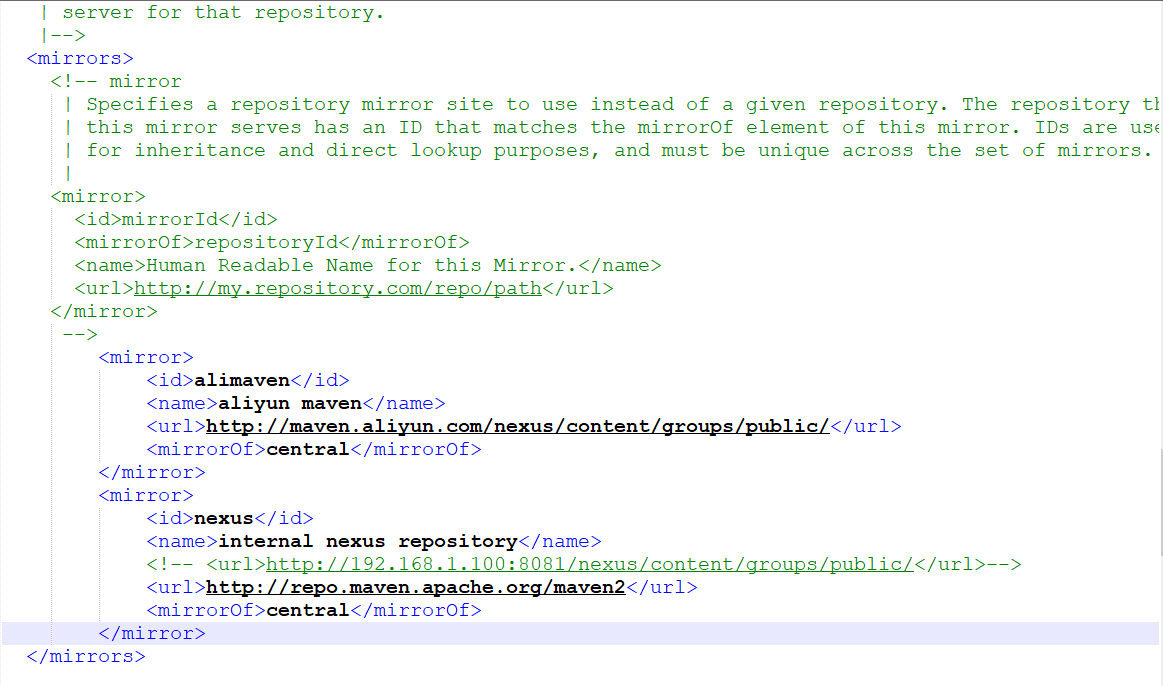 | server for that repository.
|-->
<mirrors>
<!-- mirror
| Specifies a repository mirror site to use instead of a given repository. The repository
| this mirror serves has an ID that matches the mirrorOf element of this mirror. IDs are
| for inheritance and direct lookup purposes, and must be unique across the set of mirrors.
|
<mirror>
<id>mirrorId</id>
<mirrorOf>repositoryId</mirrorOf>
<name>Human Readable Name for this Mirror.</name>
<url>http://my.repository.com/repo/path</url>
</mirror>
-->
<mirror>
<id>alimaven</id>
<name>aliyun maven</name>
<url>http://maven.aliyun.com/nexus/content/groups/public/</url>
<mirrorOf>central</mirrorOf>
</mirror>
<mirror>
<id>nexus</id>
<name>internal nexus repository</name>
<!-- <url>http://192.168.1.100:8081/nexus/content/groups/public/</url>-->
<url>http://repo.maven.apache.org/maven2</url>
<mirrorOf>central</mirrorOf>
</mirror>
</mirrors>